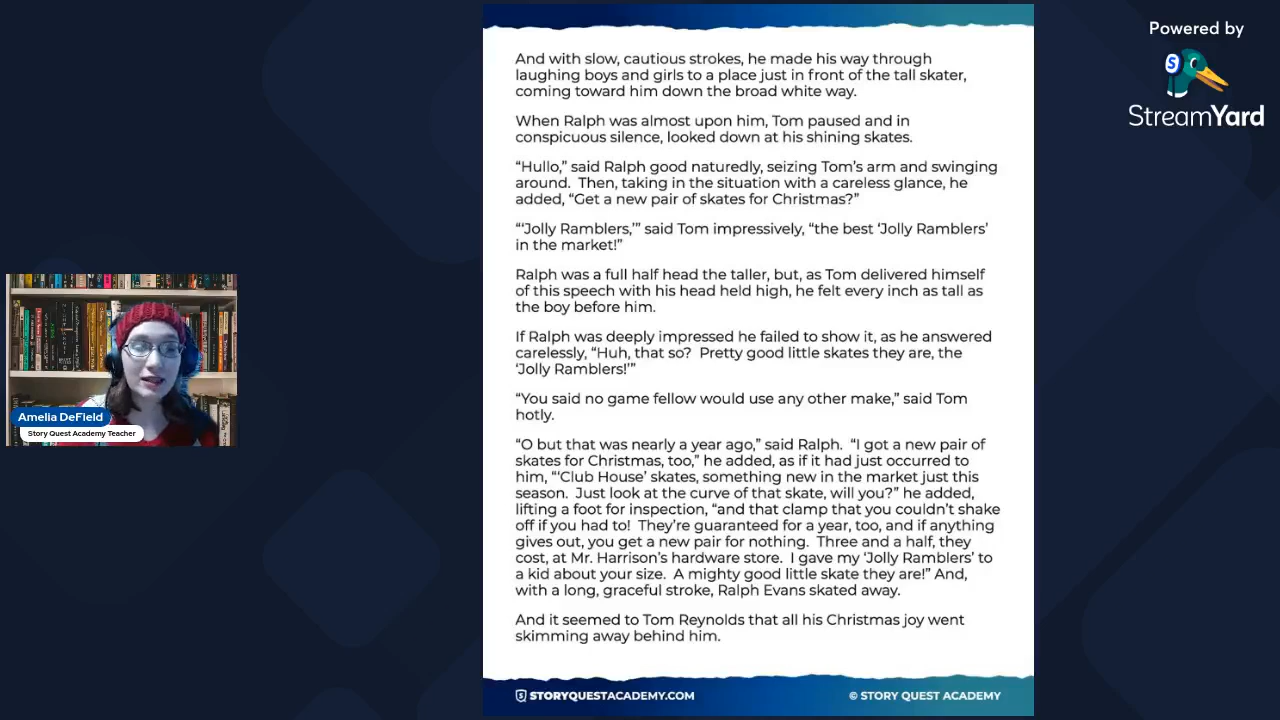 And with slow, cautious strokes, he made his way through
laughing boys and girls to a place just in front of the tall skater,
coming toward him down the broad white way.
When Ralph was almost upon him, Tom paused and in
conspicuous silence, looked down at his shining skates.
“Hullo,” said Ralph good naturedly, seizing Tom’s arm and swinging
around.  Then, taking in the situation with a careless glance, he
added, “Get a new pair of skates for Christmas?”
“‘Jolly Ramblers,’” said Tom impressively, “the best ‘Jolly Ramblers’
in the market!”
Ralph was a full half head the taller, but, as Tom delivered himself
of this speech with his head held high, he felt every inch as tall as
the boy before him.
If Ralph was deeply impressed he failed to show it, as he answered
carelessly, “Huh, that so?  Pretty good little skates they are, the
‘Jolly Ramblers!’”
“You said no game fellow would use any other make,” said Tom
hotly.
“O but that was nearly a year ago,” said Ralph.  “I got a new pair of
skates for Christmas, too,” he added, as if it had just occurred to
him, “‘Club House’ skates, something new in the market just this
season.  Just look at the curve of that skate, will you?” he added,
lifting a foot for inspection, “and that clamp that you couldn’t shake
off if you had to!  They’re guaranteed for a year, too, and if anything
gives out, you get a new pair for nothing.  Three and a half, they
cost, at Mr. Harrison’s hardware store.  I gave my ‘Jolly Ramblers’ to
a kid about your size.  A mighty good little skate they are!” And,
with a long, graceful stroke, Ralph Evans skated away.
And it seemed to Tom Reynolds that all his Christmas joy went
skimming away behind him.
STORYQUESTACADEMY.COM
© STORY QUEST ACADEMY
Amelia DeField
Story Quest Academy Teacher
Powered by
S
StreamYard